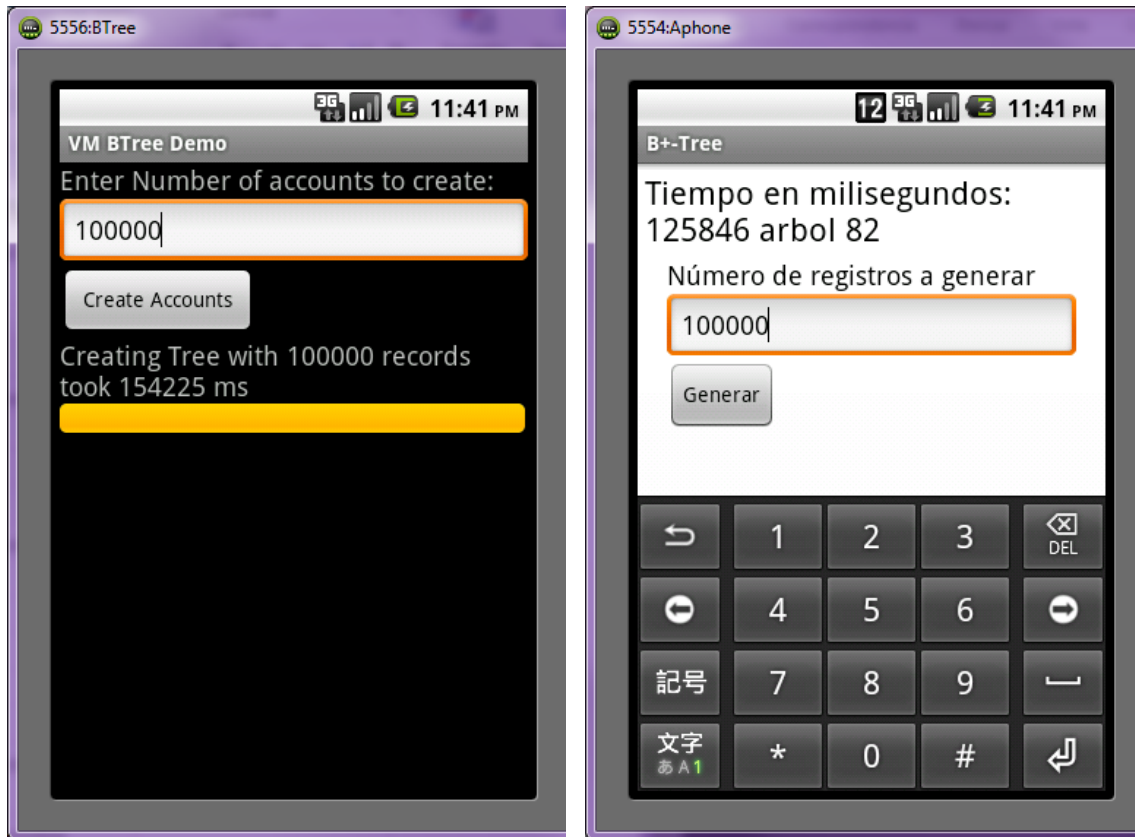 5556:BTree
3G 11:41 PM
VM BTree Demo
Enter Number of accounts to create:
100000
Create Accounts
Creating Tree with 100000 records
took 154225 ms
5554:Aphone
12 3G 11:41 PM
B+-Tree
Tiempo en milisegundos:
125846 arbol 82
Número de registros a generar
100000
Generar
1 2 3 DEL
4 5 6
記号 7 8 9
文字 * 0 #
あ A 1